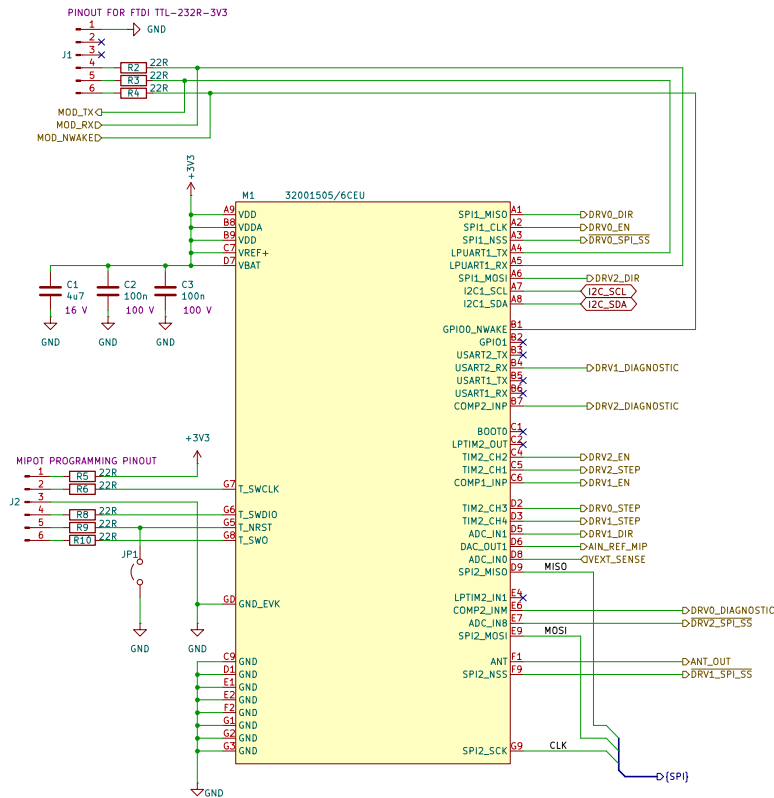 PINOUT FOR FTDI TTL-232R-3V3
1
GND
2
3
J1
4
R2
22R
5
R3
22R
6
R4
22R
MOD_TX
MOD_RX
MOD_NWAKE
+3V3
M1
32001505/6CEU
A9
VDD
B8
VDDA
B9
VDD
C7
VREF+
D7
VBAT
C1
4u7
16 V
C2
100n
100 V
C3
100n
100 V
GND
GND
GND
SPI1_MISO
A1
DRV0_DIR
SPI1_CLK
A2
DRV0_EN
SPI1_NSS
A3
DRV0_SPI_SS
LPUART1_TX
A4
LPUART1_RX
A5
SPI1_MOSI
A6
DRV2_DIR
I2C1_SCL
A7
I2C_SCL
I2C1_SDA
A8
I2C_SDA
GPIO0_NWAKE
B1
GPIO1
B2
USART2_TX
B3
USART2_RX
B4
DRV1_DIAGNOSTIC
USART1_TX
B5
USART1_RX
B6
COMP2_INP
B7
DRV2_DIAGNOSTIC
BOOT0
C1
LPTIM2_OUT
C2
TIM2_CH2
C4
DRV2_EN
TIM2_CH1
C5
DRV2_STEP
COMP1_INP
C6
DRV1_EN
TIM2_CH3
D2
DRV0_STEP
TIM2_CH4
D3
DRV1_STEP
ADC_IN1
D5
DRV1_DIR
DAC_OUT1
D6
AIN_REF_MIP
ADC_IN0
D8
VEXT_SENSE
SPI2_MISO
D9
MISO
LPTIM2_IN1
E4
COMP2_INM
E6
DRV0_DIAGNOSTIC
ADC_IN8
E7
DRV2_SPI_SS
SPI2_MOSI
E9
MOSI
ANT
F1
ANT_OUT
SPI2_NSS
F9
DRV1_SPI_SS
SPI2_SCK
G9
CLK
{SPI}
+3V3
MIPOT PROGRAMMING PINOUT
1
R5
22R
2
R6
22R
G7
T_SWCLK
J2
3
4
R8
22R
G6
T_SWDIO
5
R9
22R
G5
T_NRST
6
R10
22R
G8
T_SWO
JP1
GD
GND_EVK
GND
GND
C9
GND
D1
GND
E1
GND
E2
GND
F2
GND
G1
GND
G2
GND
G3
GND
GND